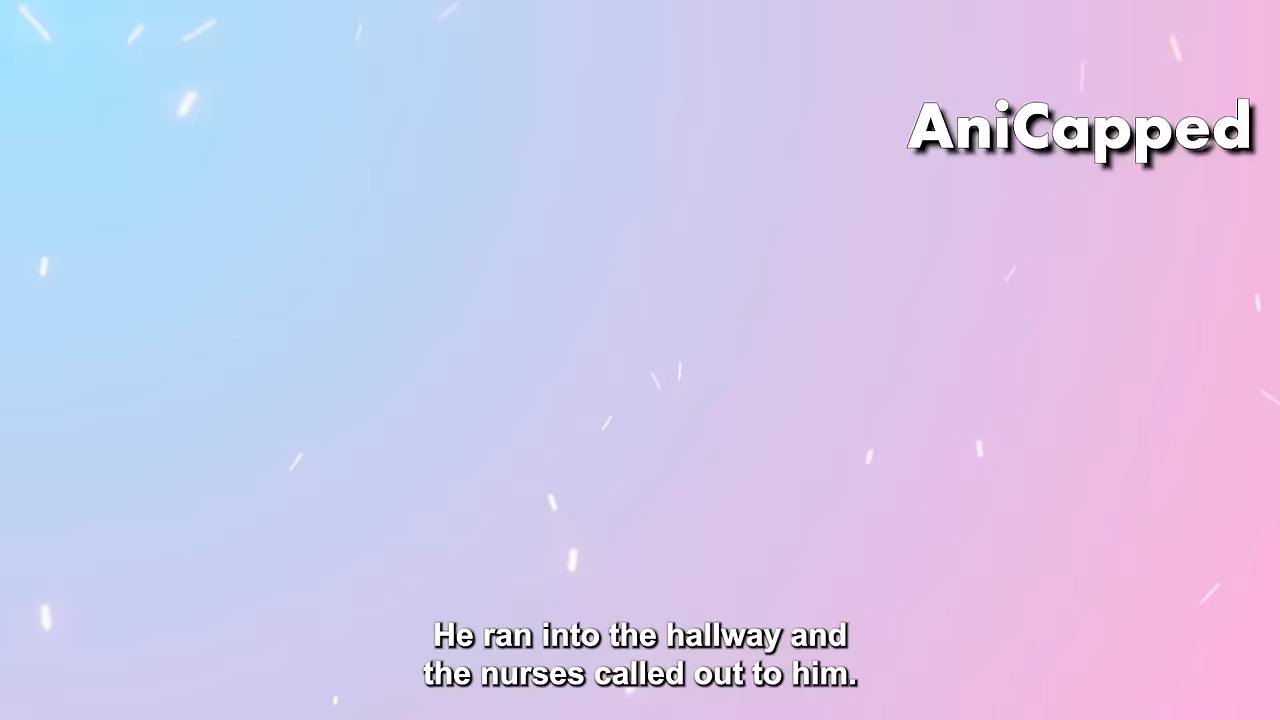 AniCapped
He ran into the hallway and
the nurses called out to him.